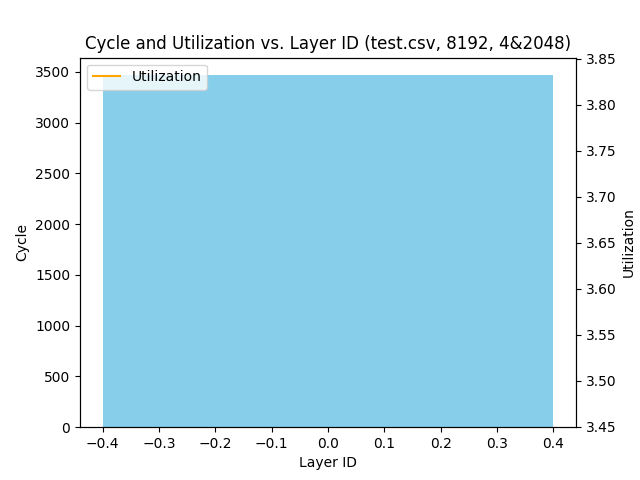 Cycle and Utilization vs. Layer ID (test.csv, 8192, 4&2048)
Utilization
3500
3000
2500
2000
1500
1000
500
0
Cycle
3.85
3.80
3.75
3.70
3.65
3.60
3.55
3.50
3.45
Utilization
−0.4 −0.3 −0.2 −0.1 0.0 0.1 0.2 0.3 0.4
Layer ID